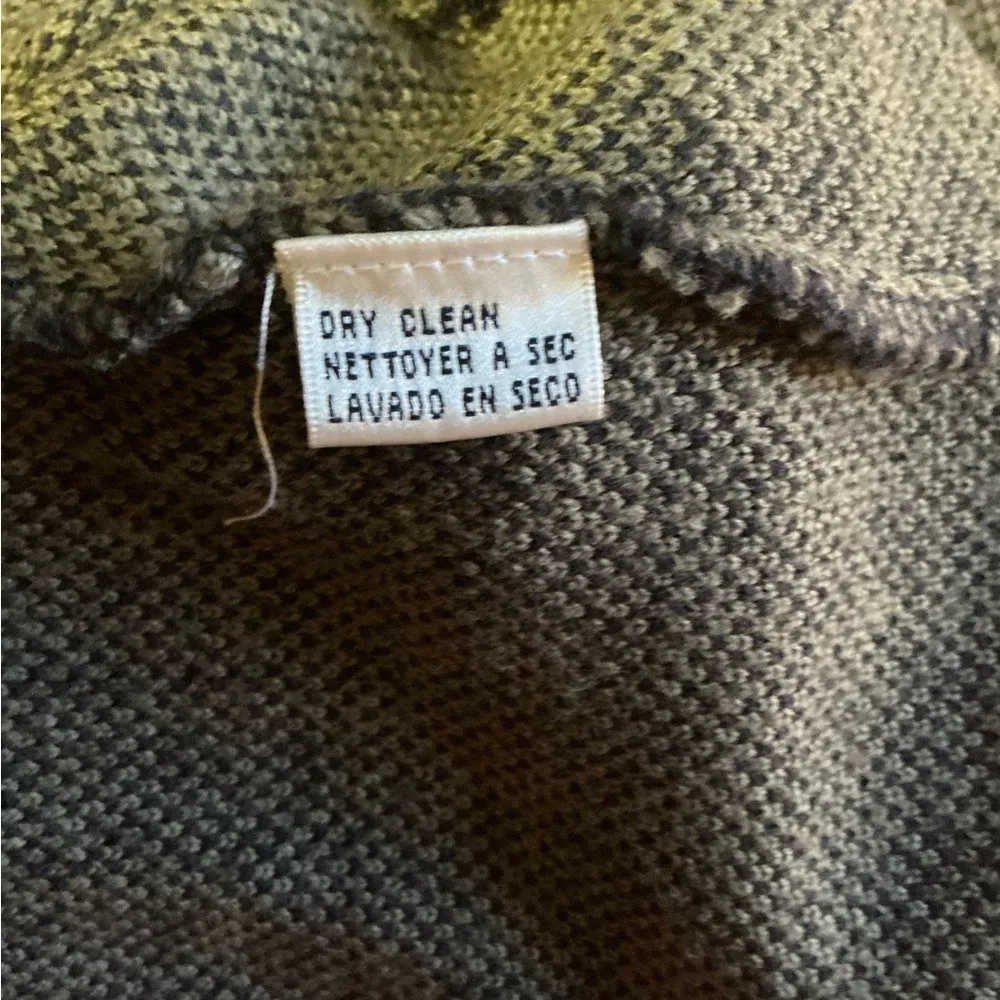 DRY CLEAN
NETTOYER A SEC
LAVADO EN SECO